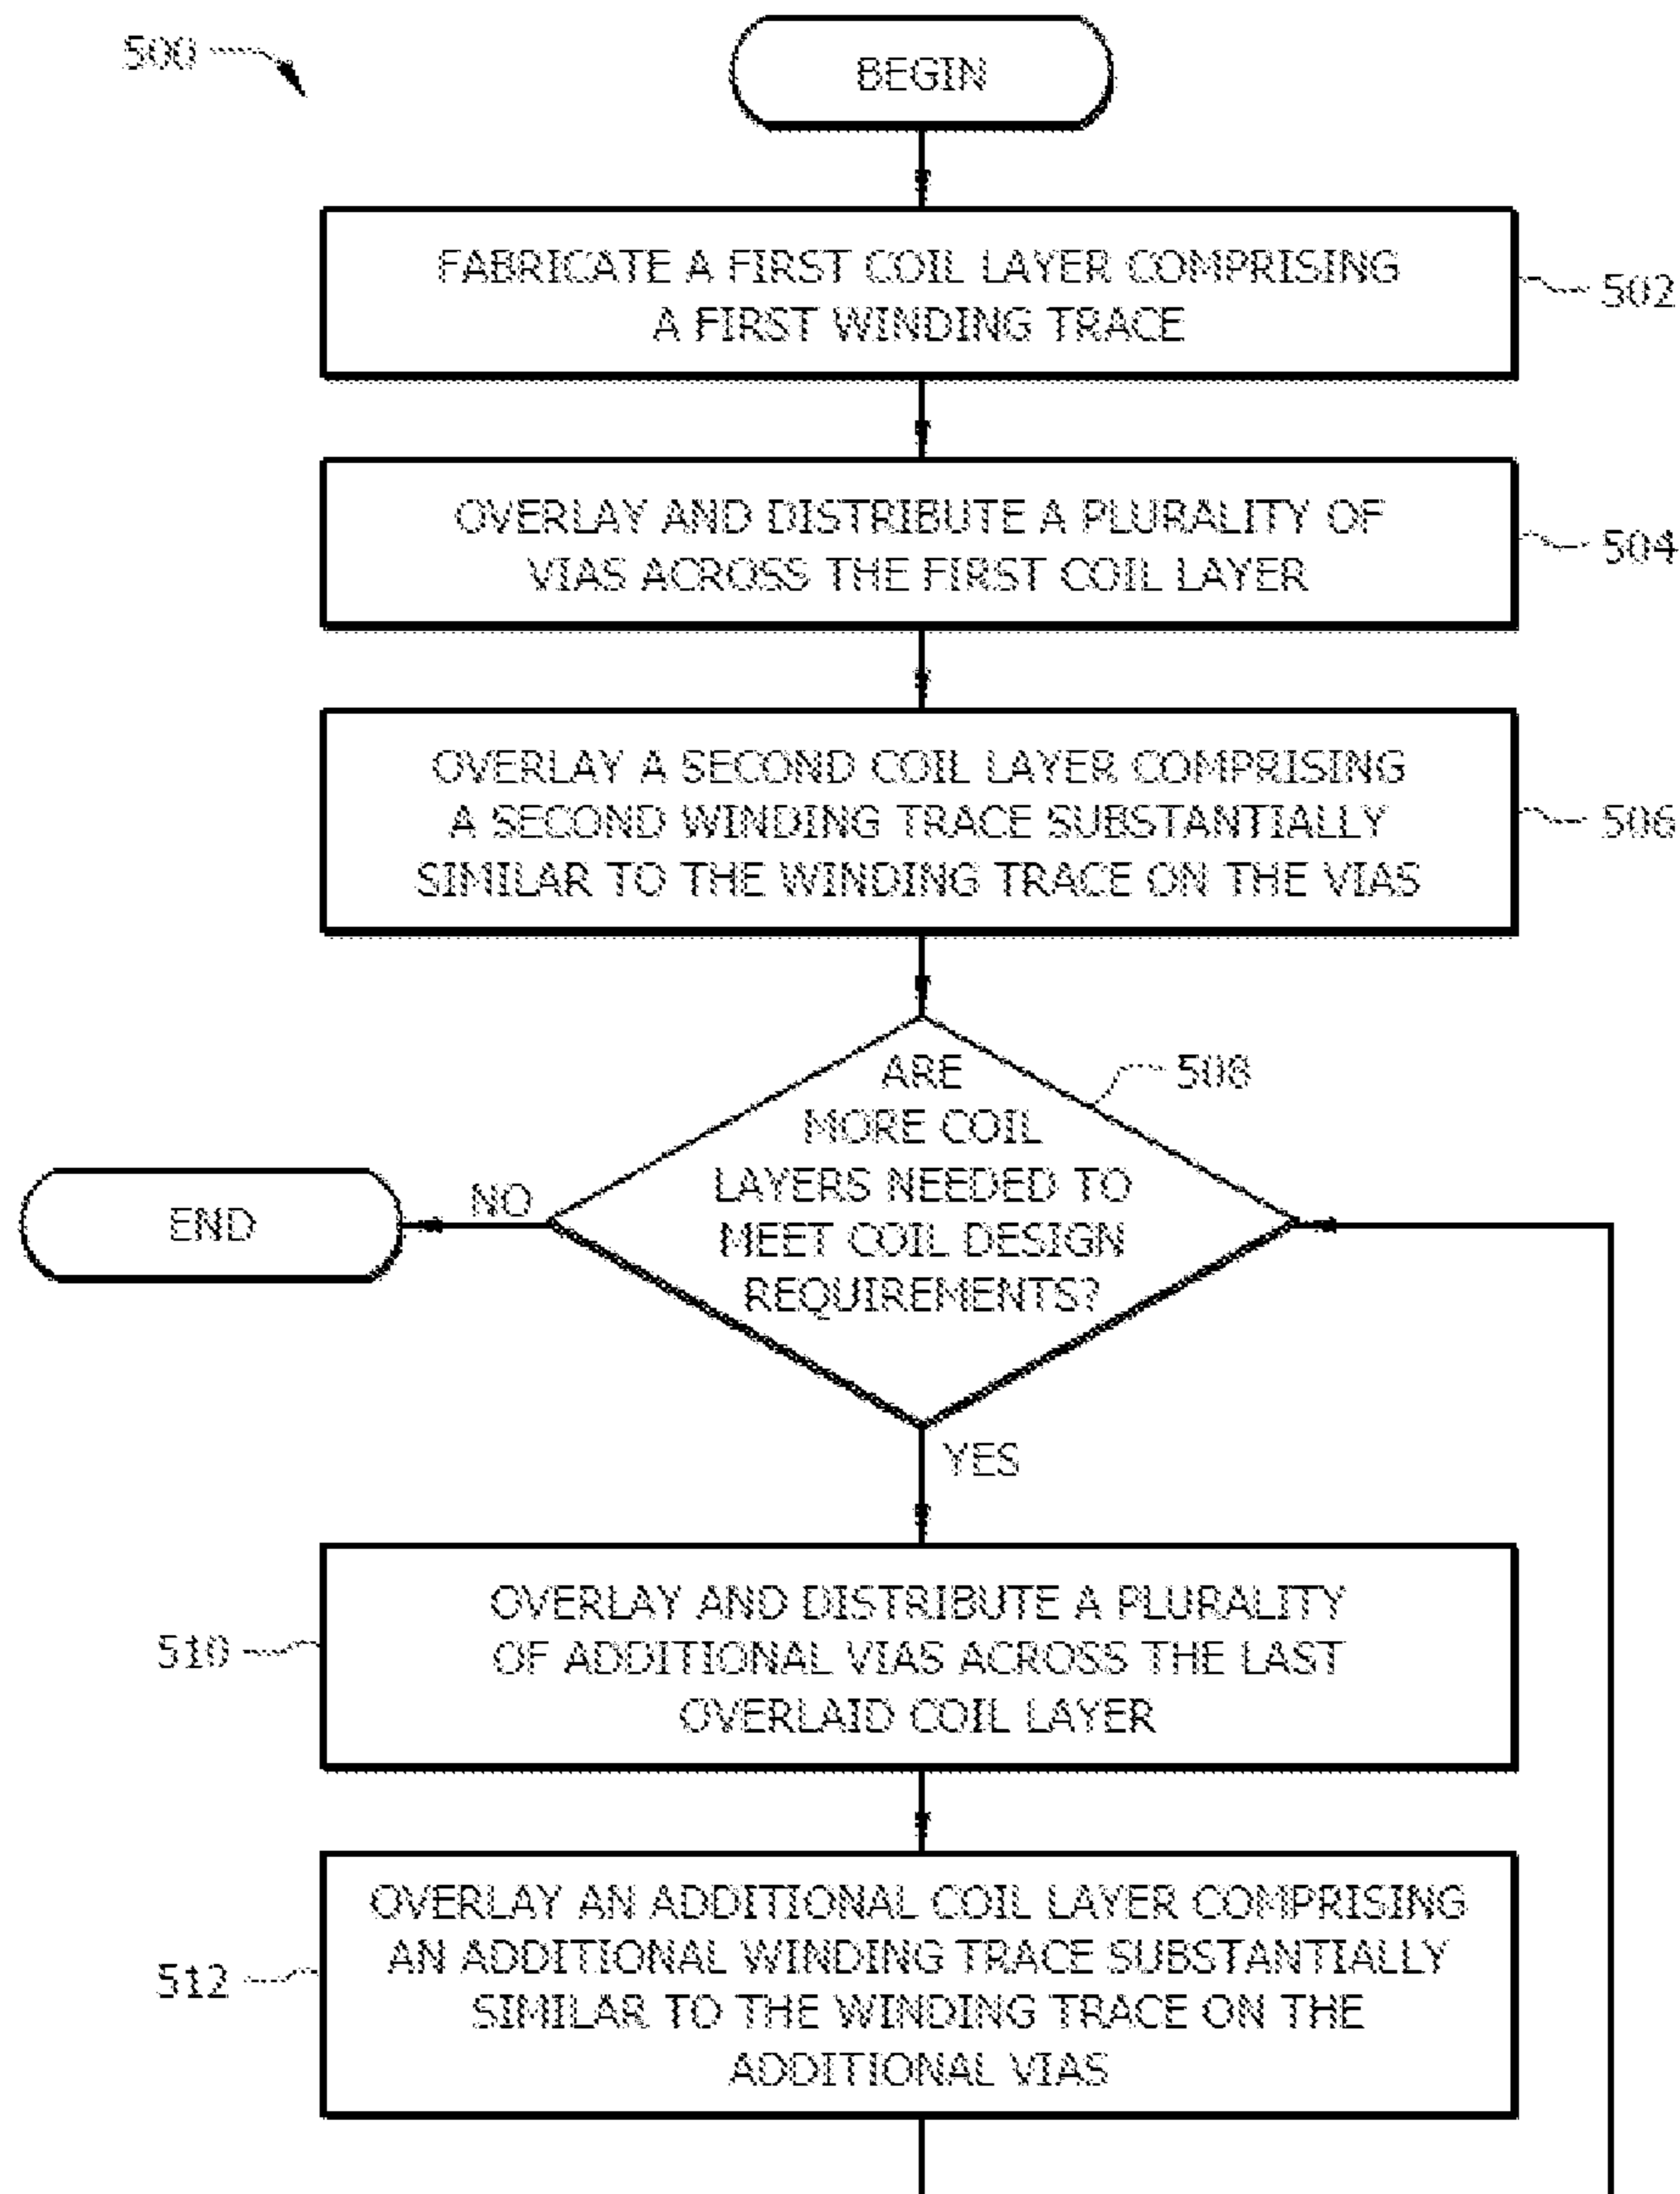 500
BEGIN
FABRICATE A FIRST COIL LAYER COMPRISING
A FIRST WINDING TRACE
502
OVERLAY AND DISTRIBUTE A PLURALITY OF
VIAS ACROSS THE FIRST COIL LAYER
504
OVERLAY A SECOND COIL LAYER COMPRISING
A SECOND WINDING TRACE SUBSTANTIALLY
SIMILAR TO THE WINDING TRACE ON THE VIAS
506
ARE
MORE COIL
LAYERS NEEDED TO
MEET COIL DESIGN
REQUIREMENTS?
508
NO
END
YES
OVERLAY AND DISTRIBUTE A PLURALITY
OF ADDITIONAL VIAS ACROSS THE LAST
OVERLAID COIL LAYER
510
OVERLAY AN ADDITIONAL COIL LAYER COMPRISING
AN ADDITIONAL WINDING TRACE SUBSTANTIALLY
SIMILAR TO THE WINDING TRACE ON THE
ADDITIONAL VIAS
512